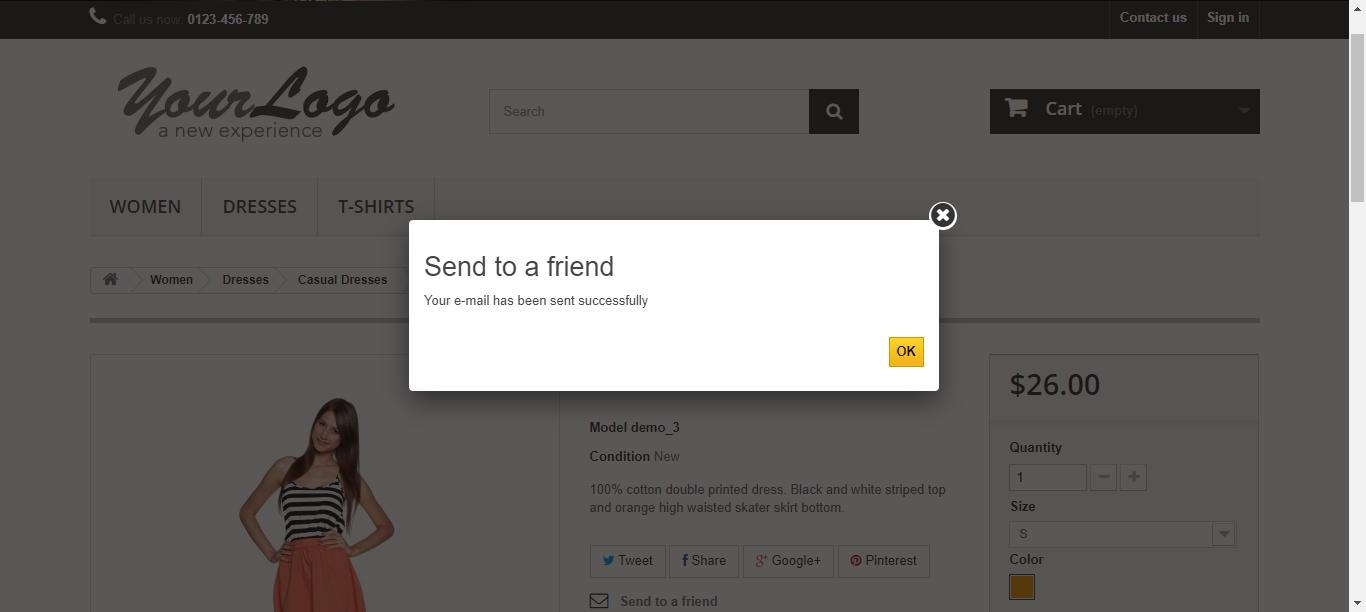 Call us now: 0123-456-789
Contact us
Sign in
YourLogo
a new experience
Search
Cart (empty)
WOMEN
DRESSES
T-SHIRTS
Women
Dresses
Casual Dresses
Send to a friend
Your e-mail has been sent successfully
OK
Model demo_3
Condition New
100% cotton double printed dress. Black and white striped top
and orange high waisted skater skirt bottom.
Tweet
Share
Google+
Pinterest
Send to a friend
$26.00
Quantity
1
Size
S
Color